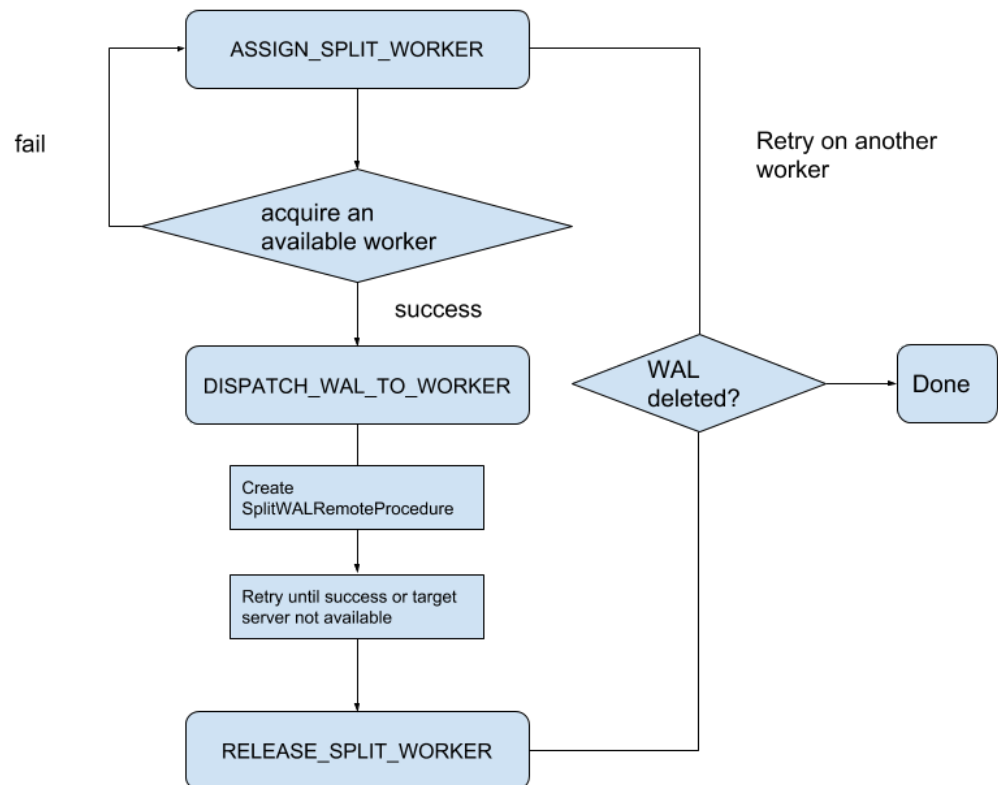 ASSIGN_SPLIT_WORKER
fail
Retry on another
worker
acquire an
available worker
success
DISPATCH_WAL_TO_WORKER
WAL
deleted?
Done
Create
SplitWALRemoteProcedure
Retry until success or target
server not available
RELEASE_SPLIT_WORKER